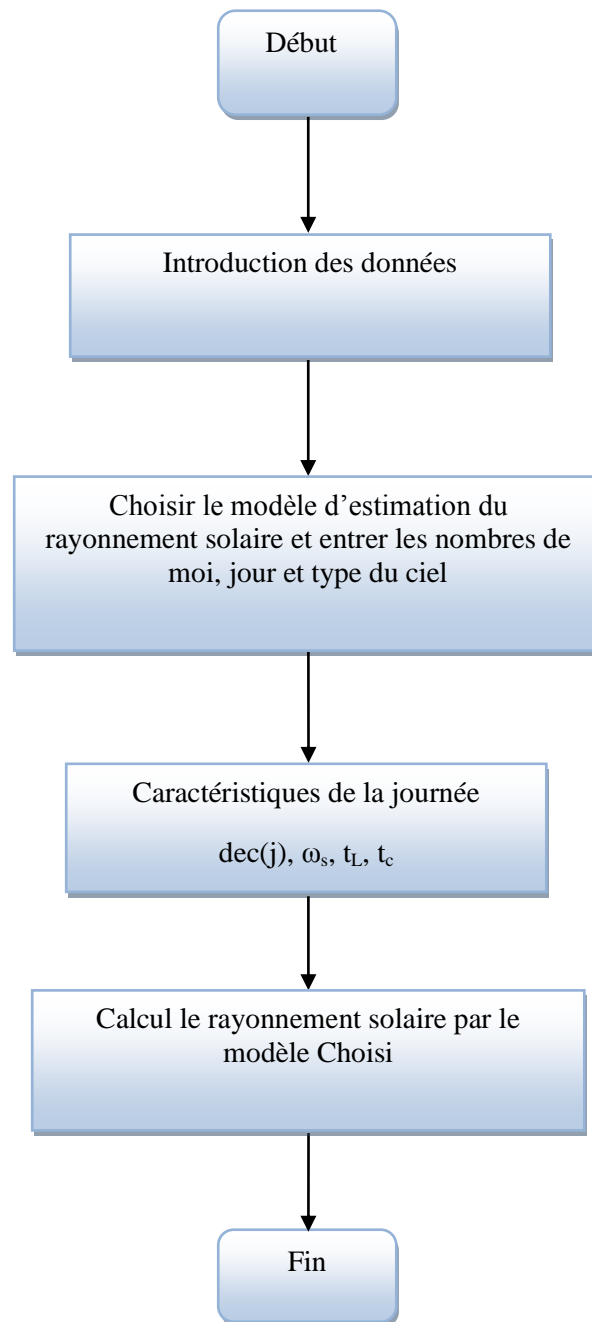 Début
Introduction des données
Choisir le modèle d’estimation du
rayonnement solaire et entrer les nombres de
moi, jour et type du ciel
Caractéristiques de la journée
dec(j), ωs, tL, tc
Calcul le rayonnement solaire par le
modèle Choisi
Fin